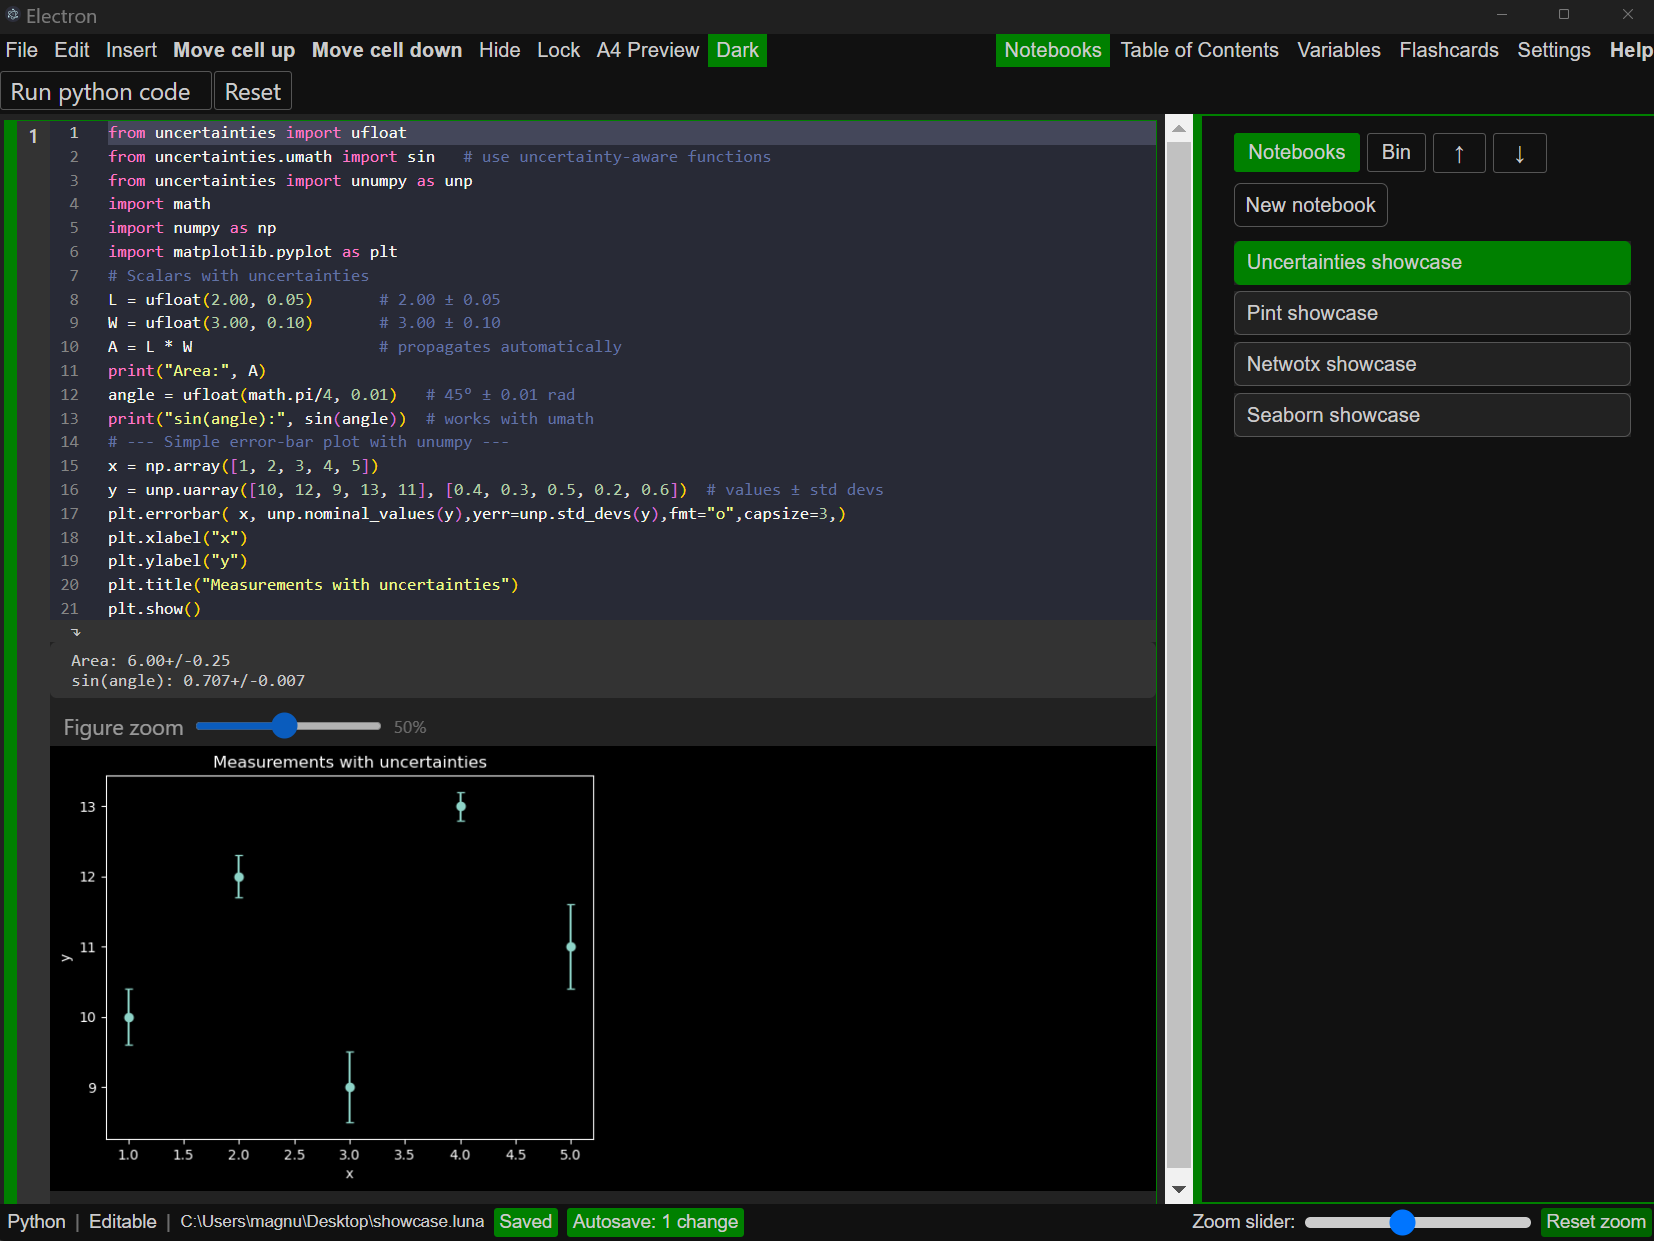 Electron
File Edit Insert Move cell up Move cell down Hide Lock A4 Preview Dark Notebooks Table of Contents Variables Flashcards Settings Help
Run python code Reset
1
1 from uncertainties import ufloat
2 from uncertainties.umath import sin # use uncertainty-aware functions
3 from uncertainties import unumpy as unp
4 import math
5 import numpy as np
6 import matplotlib.pyplot as plt
7 # Scalars with uncertainties
8 L = ufloat(2.00, 0.05) # 2.00 ± 0.05
9 W = ufloat(3.00, 0.10) # 3.00 ± 0.10
10 A = L * W # propagates automatically
11 print("Area:", A)
12 angle = ufloat(math.pi/4, 0.01) # 45° ± 0.01 rad
13 print("sin(angle):", sin(angle)) # works with umath
14 # --- Simple error-bar plot with unumpy ---
15 x = np.array([1, 2, 3, 4, 5])
16 y = unp.uarray([10, 12, 9, 13, 11], [0.4, 0.3, 0.5, 0.2, 0.6]) # values ± std devs
17 plt.errorbar( x, unp.nominal_values(y),yerr=unp.std_devs(y),fmt="o",capsize=3,)
18 plt.xlabel("x")
19 plt.ylabel("y")
20 plt.title("Measurements with uncertainties")
21 plt.show()
Area: 6.00+/-0.25
sin(angle): 0.707+/-0.007
Figure zoom 50%
Measurements with uncertainties
13
12
11
y
10
9
1.0 1.5 2.0 2.5 3.0 3.5 4.0 4.5 5.0
x
Notebooks Bin ↑ ↓
New notebook
Uncertainties showcase
Pint showcase
Netwotx showcase
Seaborn showcase
Python | Editable | C:\Users\magnu\Desktop\showcase.luna Saved Autosave: 1 change Zoom slider: Reset zoom